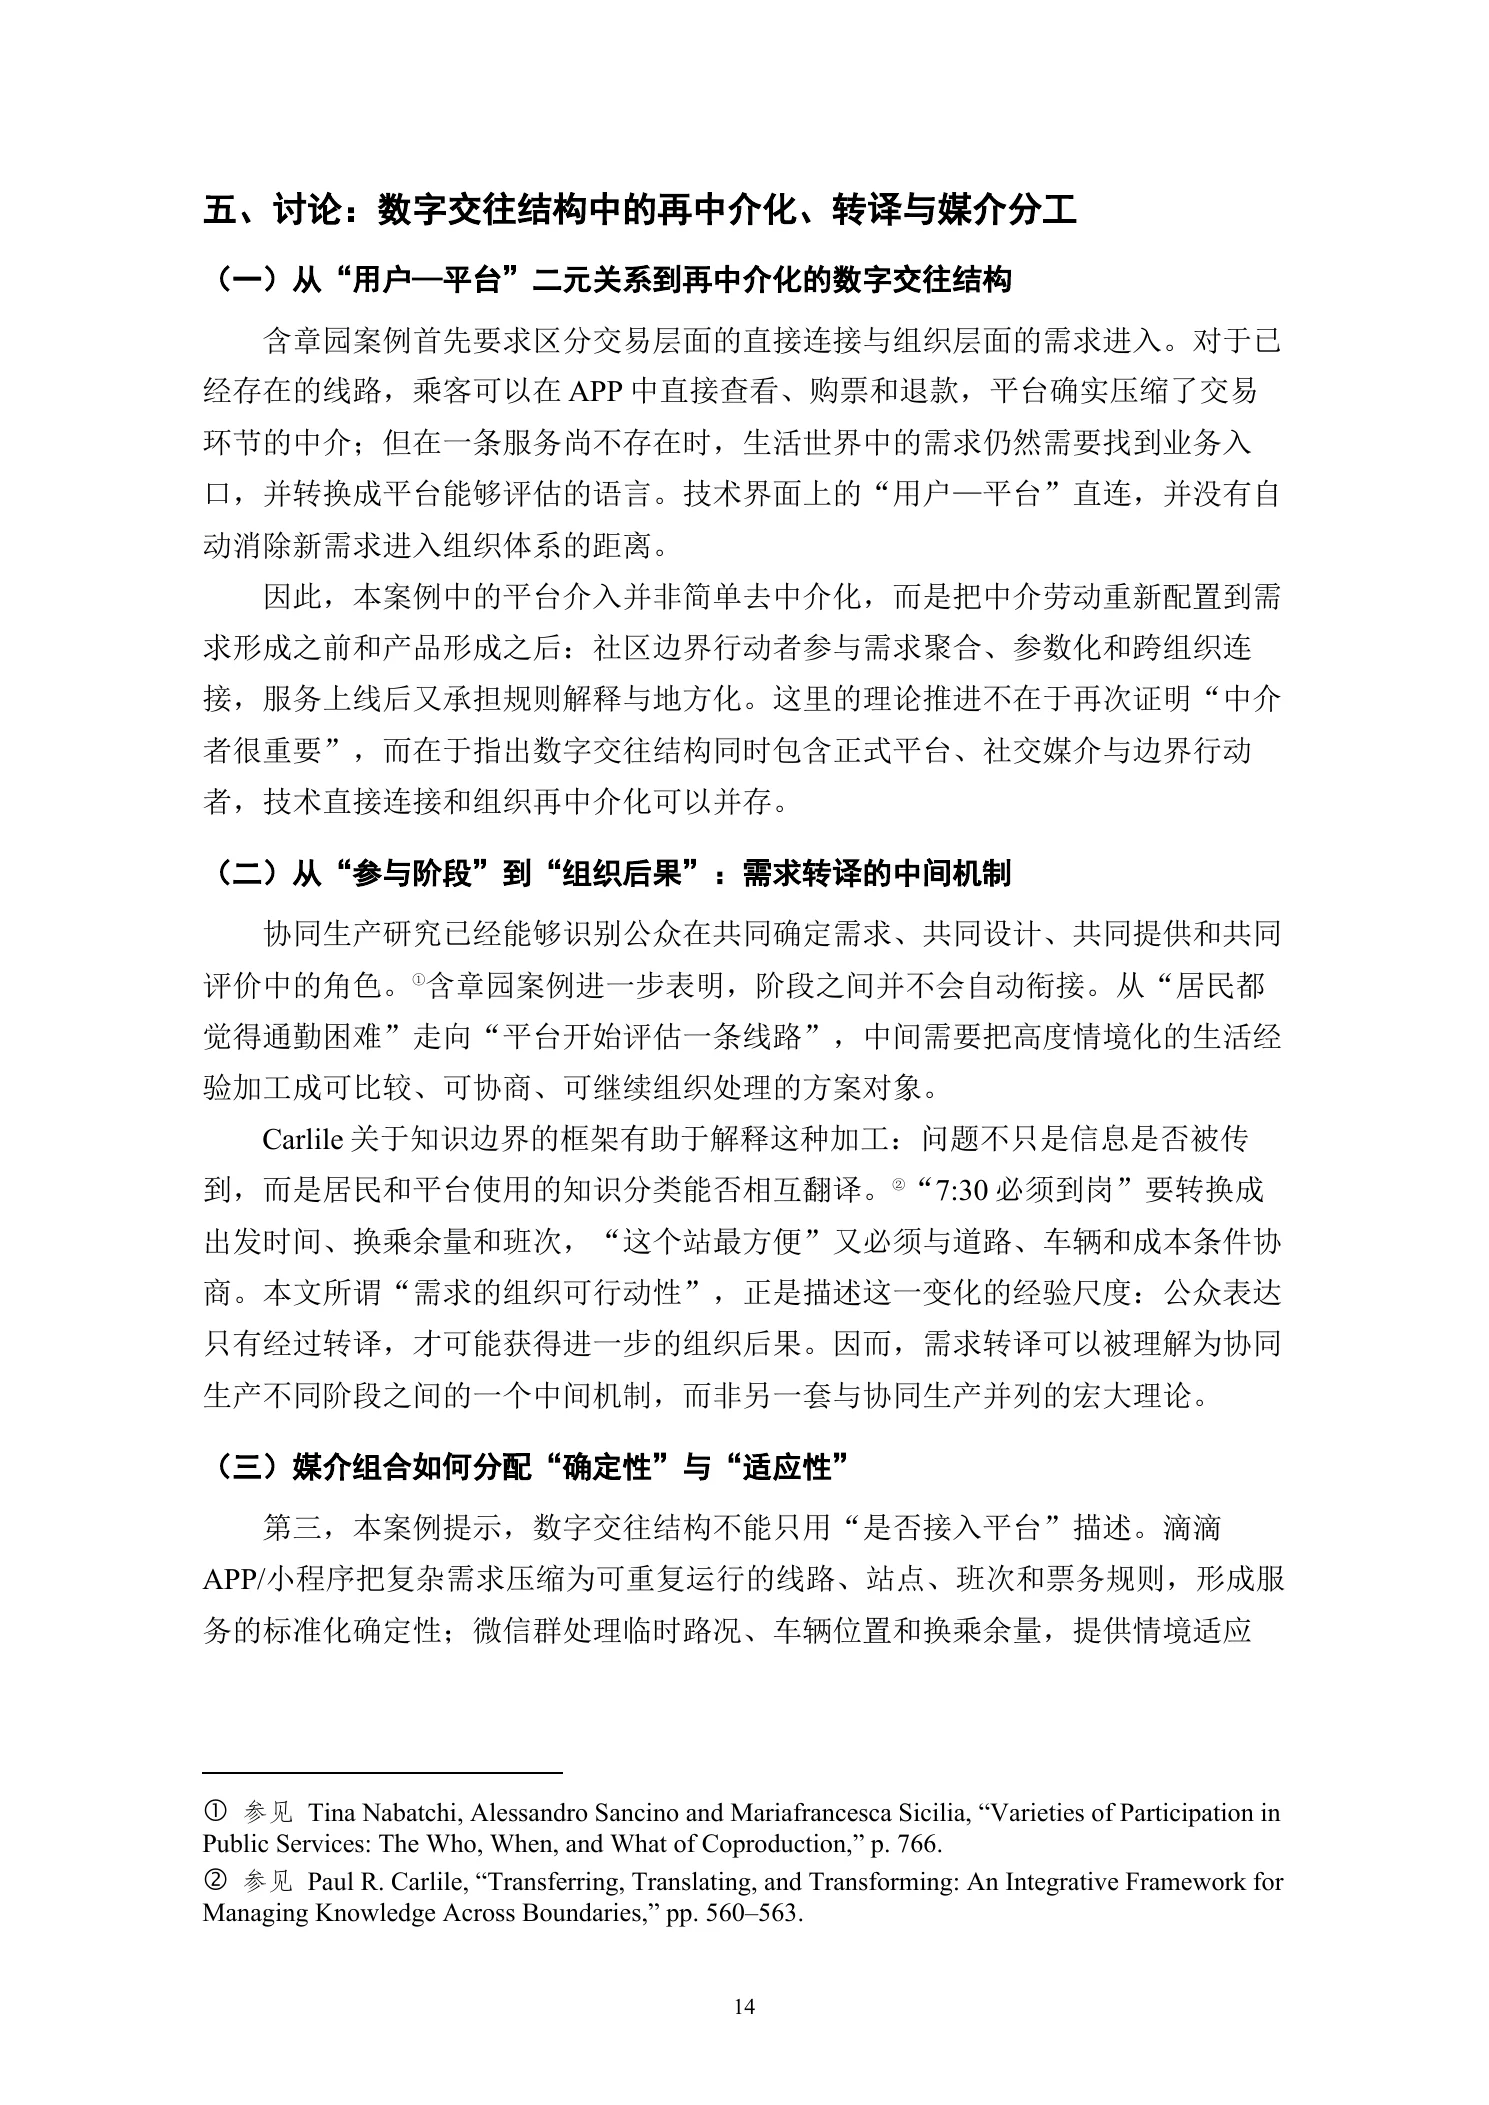 五、讨论：数字交往结构中的再中介化、转译与媒介分工
（一）从“用户—平台”二元关系到再中介化的数字交往结构
含章园案例首先要求区分交易层面的直接连接与组织层面的需求进入。对于已
经存在的线路，乘客可以在 APP 中直接查看、购票和退款，平台确实压缩了交易
环节的中介；但在一条服务尚不存在时，生活世界中的需求仍然需要找到业务入
口，并转换成平台能够评估的语言。技术界面上的“用户—平台”直连，并没有自
动消除新需求进入组织体系的距离。
因此，本案例中的平台介入并非简单去中介化，而是把中介劳动重新配置到需
求形成之前和产品形成之后：社区边界行动者参与需求聚合、参数化和跨组织连
接，服务上线后又承担规则解释与地方化。这里的理论推进不在于再次证明“中介
者很重要”，而在于指出数字交往结构同时包含正式平台、社交媒介与边界行动
者，技术直接连接和组织再中介化可以并存。
（二）从“参与阶段”到“组织后果”：需求转译的中间机制
协同生产研究已经能够识别公众在共同确定需求、共同设计、共同提供和共同
评价中的角色。①含章园案例进一步表明，阶段之间并不会自动衔接。从“居民都
觉得通勤困难”走向“平台开始评估一条线路”，中间需要把高度情境化的生活经
验加工成可比较、可协商、可继续组织处理的方案对象。
Carlile 关于知识边界的框架有助于解释这种加工：问题不只是信息是否被传
到，而是居民和平台使用的知识分类能否相互翻译。②“7:30 必须到岗”要转换成
出发时间、换乘余量和班次，“这个站最方便”又必须与道路、车辆和成本条件协
商。本文所谓“需求的组织可行动性”，正是描述这一变化的经验尺度：公众表达
只有经过转译，才可能获得进一步的组织后果。因而，需求转译可以被理解为协同
生产不同阶段之间的一个中间机制，而非另一套与协同生产并列的宏大理论。
（三）媒介组合如何分配“确定性”与“适应性”
第三，本案例提示，数字交往结构不能只用“是否接入平台”描述。滴滴
APP/小程序把复杂需求压缩为可重复运行的线路、站点、班次和票务规则，形成服
务的标准化确定性；微信群处理临时路况、车辆位置和换乘余量，提供情境适应
① 参见 Tina Nabatchi, Alessandro Sancino and Mariafrancesca Sicilia, “Varieties of Participation in
Public Services: The Who, When, and What of Coproduction,” p. 766.
② 参见 Paul R. Carlile, “Transferring, Translating, and Transforming: An Integrative Framework for
Managing Knowledge Across Boundaries,” pp. 560–563.
14